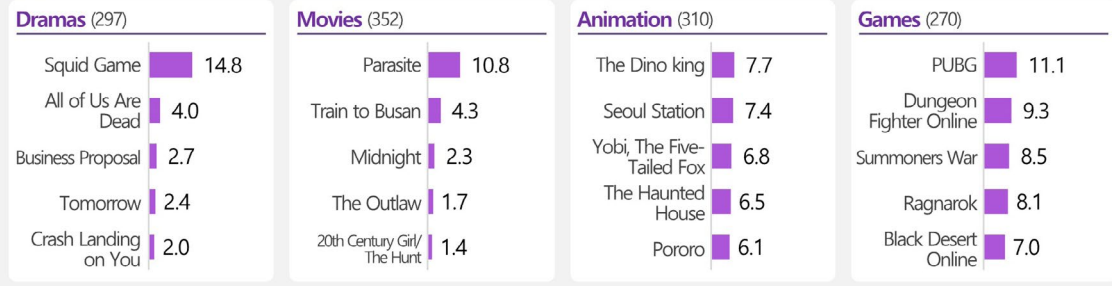 Dramas (297)
Squid Game 14.8
All of Us Are
Dead 4.0
Business Proposal 2.7
Tomorrow 2.4
Crash Landing
on You 2.0
Movies (352)
Parasite 10.8
Train to Busan 4.3
Midnight 2.3
The Outlaw 1.7
20th Century Girl/
The Hunt 1.4
Animation (310)
The Dino king 7.7
Seoul Station 7.4
Yobi, The Five-
Tailed Fox 6.8
The Haunted
House 6.5
Pororo 6.1
Games (270)
PUBG 11.1
Dungeon
Fighter Online 9.3
Summoners War 8.5
Ragnarok 8.1
Black Desert
Online 7.0